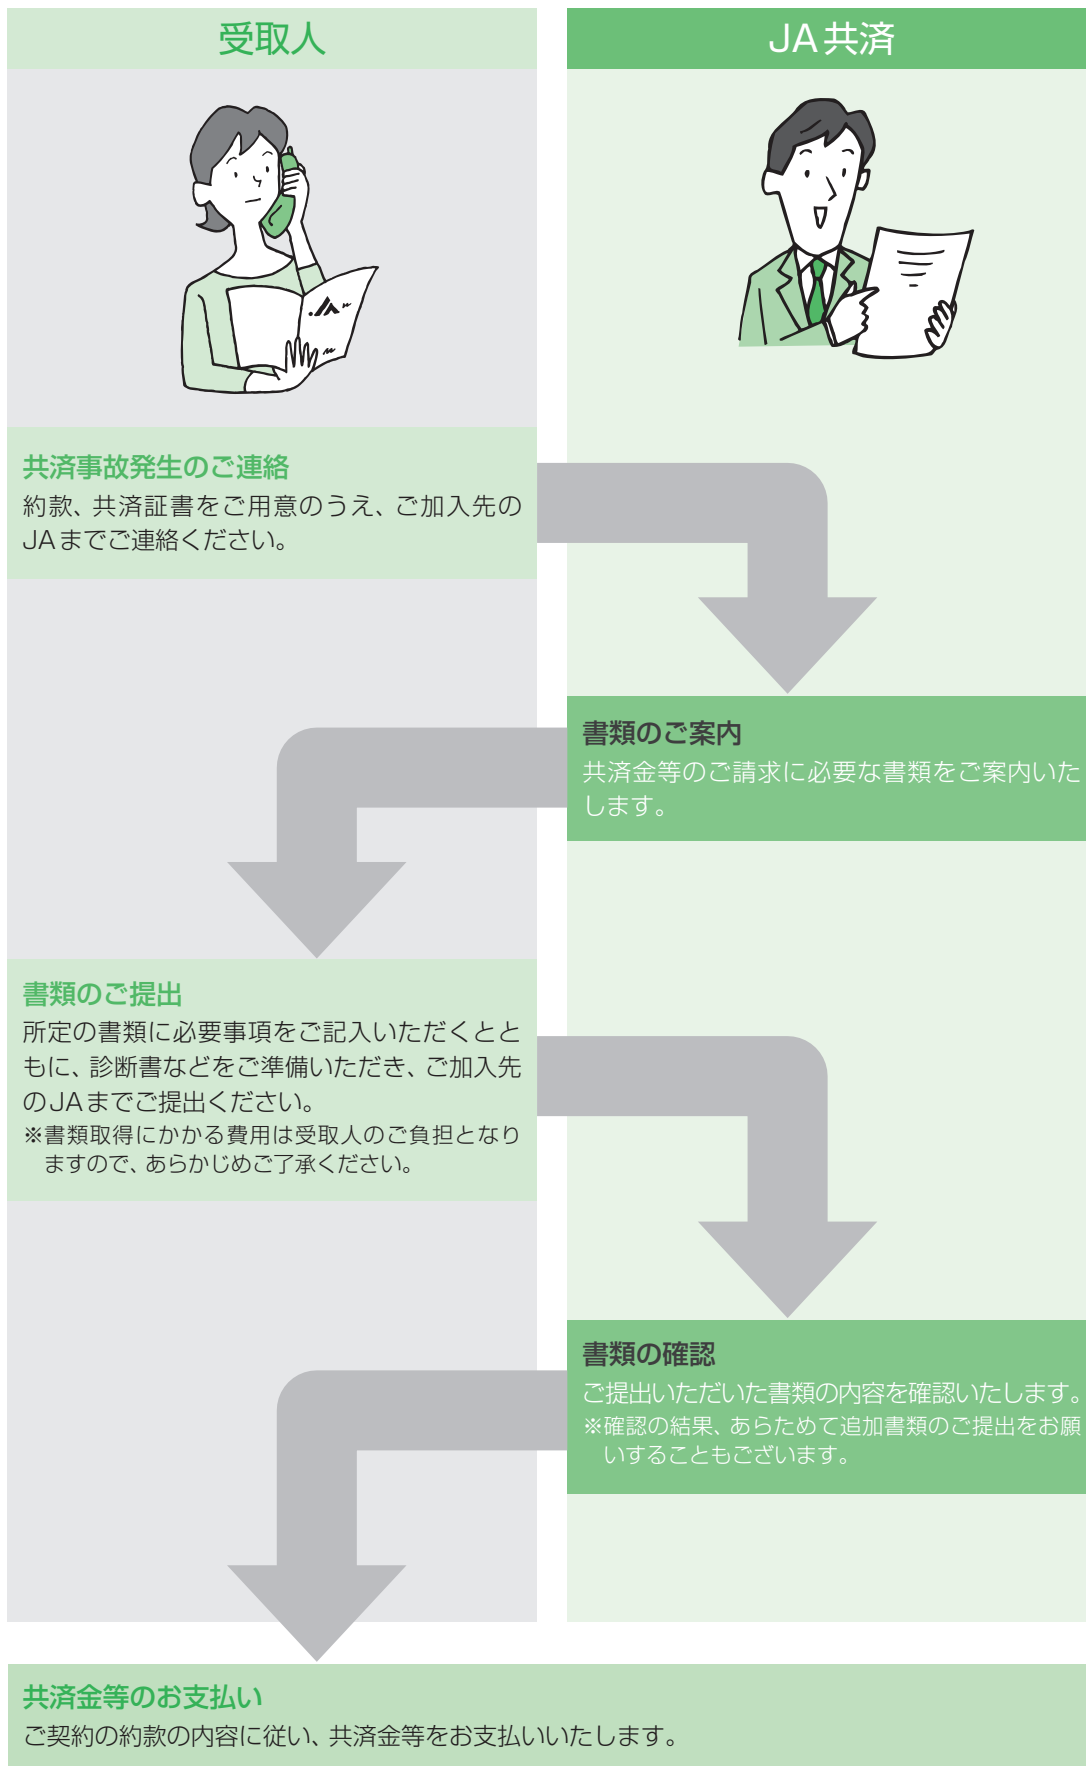 受取人
JA共済
共済事故発生のご連絡
約款、共済証書をご用意のうえ、ご加入先の
JAまでご連絡ください。
書類のご案内
共済金等のご請求に必要な書類をご案内いた
します。
書類のご提出
所定の書類に必要事項をご記入いただくとと
もに、診断書などをご準備いただき、ご加入先
のJAまでご提出ください。
※書類取得にかかる費用は受取人のご負担となり
ますので、あらかじめご了承ください。
書類の確認
ご提出いただいた書類の内容を確認いたします。
※確認の結果、あらためて追加書類のご提出をお願
いすることもございます。
共済金等のお支払い
ご契約の約款の内容に従い、共済金等をお支払いいたします。